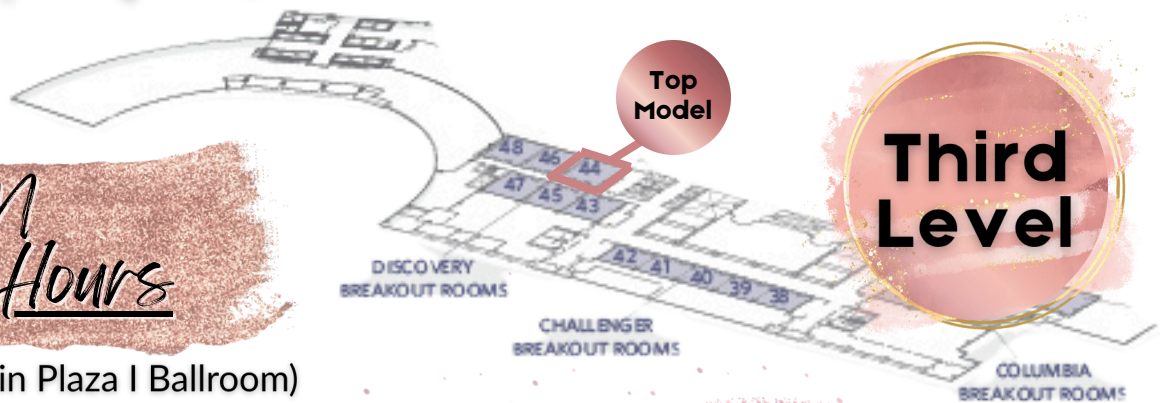 Top
Model
Third
Level
48 46 44
47 45 43
42 41 40 39 38
Hours
DISCOVERY
BREAKOUT ROOMS
CHALLENGER
BREAKOUT ROOMS
in Plaza I Ballroom)
COLUMBIA
BREAKOUT ROOMS